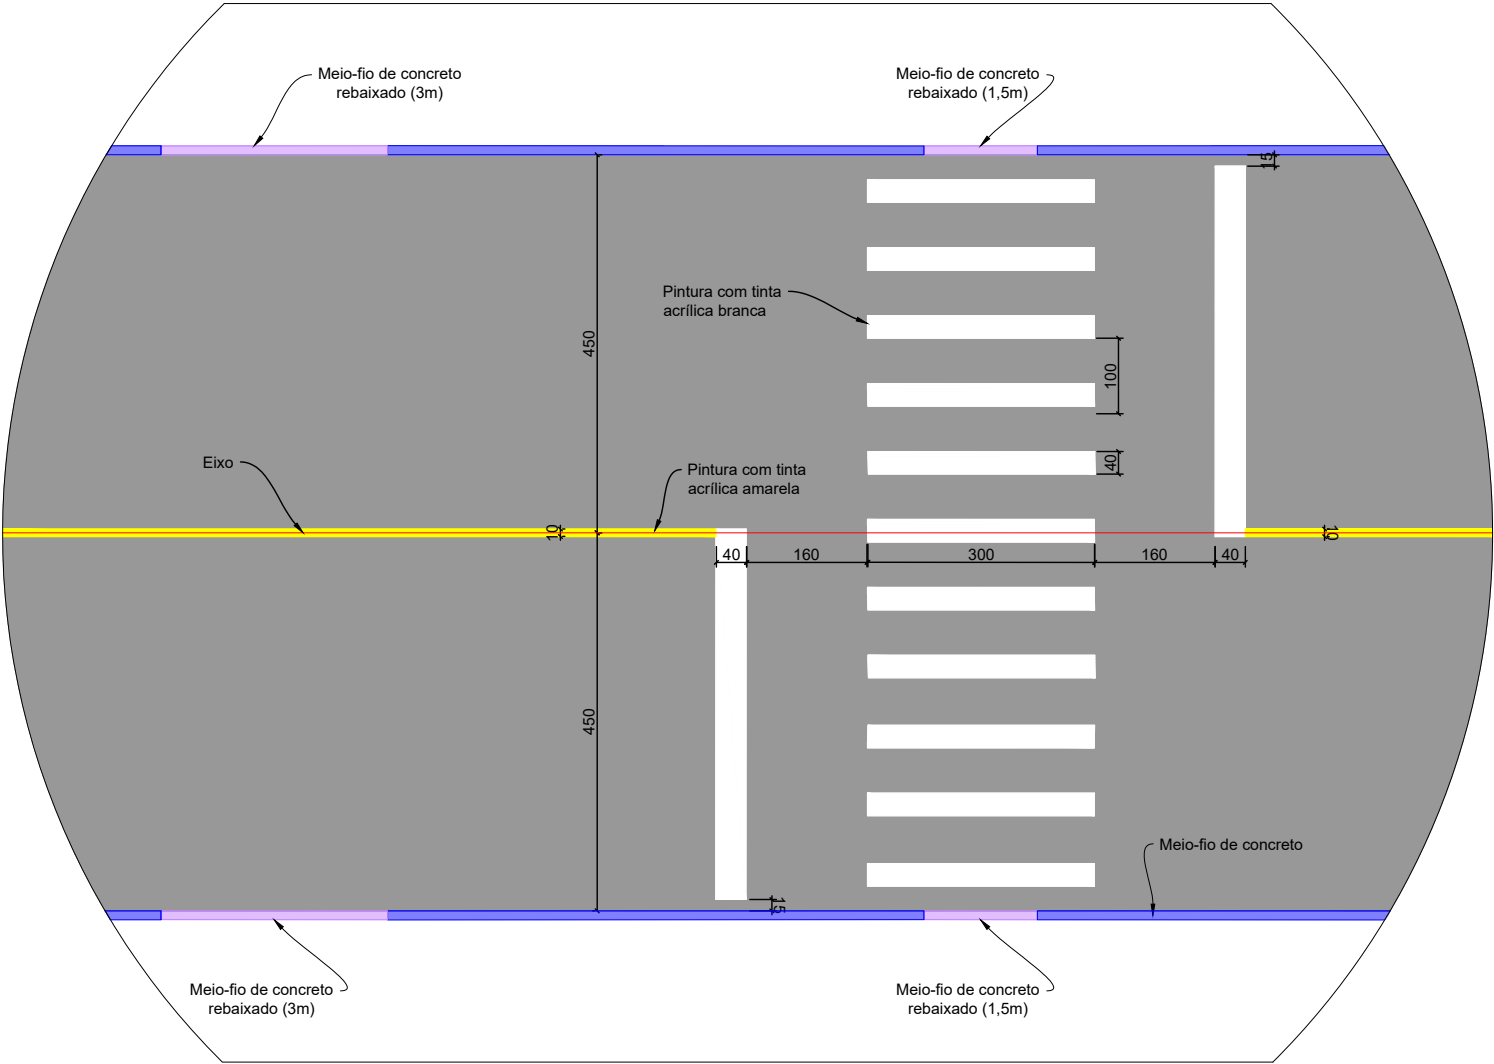 Meio-fio de concreto
rebaixado (3m)
Meio-fio de concreto
rebaixado (1,5m)
15
Pintura com tinta
acrílica branca
450
100
Eixo
Pintura com tinta
acrílica amarela
40
10
10
40
160
300
160
40
450
Meio-fio de concreto
15
Meio-fio de concreto
rebaixado (3m)
Meio-fio de concreto
rebaixado (1,5m)